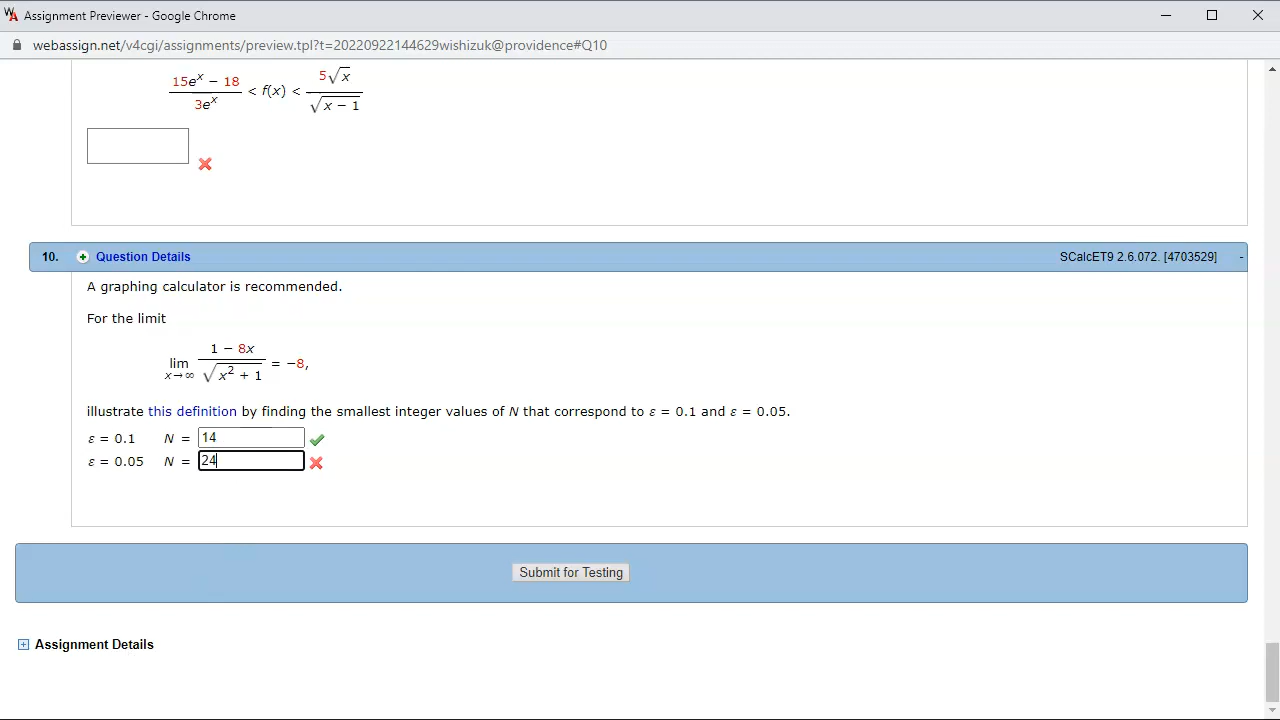 Assignment Previewer - Google Chrome
webassign.net/v4cgi/assignments/preview.tpl?t=20220922144629wishizuk@providence#Q10
15e^x − 18 / 3e^x < f(x) < 5√x / √x − 1
10. Question Details SCalcET9 2.6.072. [4703529] -
A graphing calculator is recommended.
For the limit
lim x→∞ 1 − 8x / √x² + 1 = −8,
illustrate this definition by finding the smallest integer values of N that correspond to ε = 0.1 and ε = 0.05.
ε = 0.1 N = 14
ε = 0.05 N = 24
Submit for Testing
Assignment Details